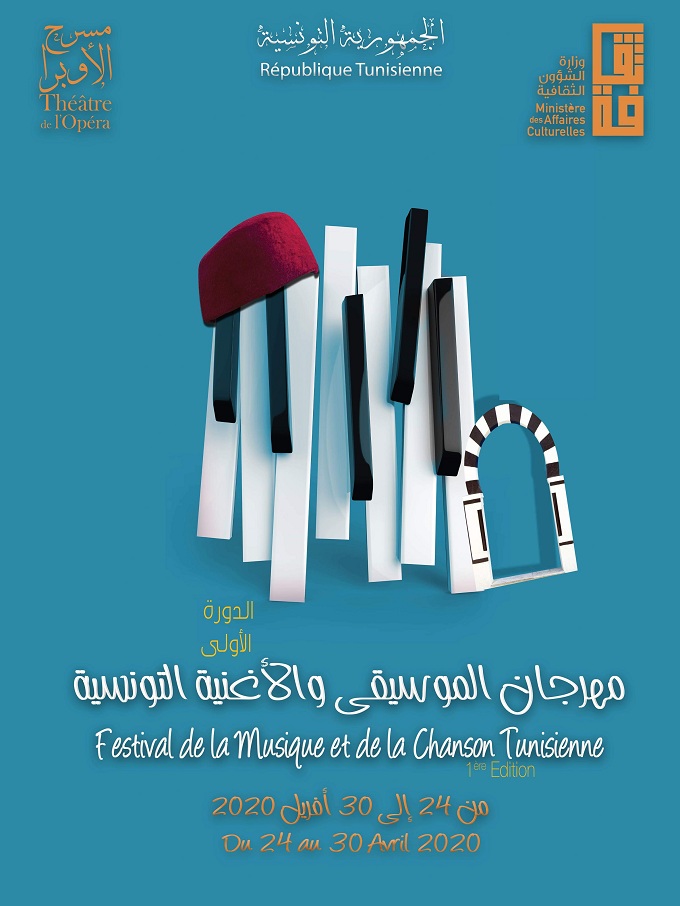 مسرح
الأوبرا
Théâtre
de l'Opéra
الجمهورية التونسية
République Tunisienne
وزارة
الشؤون
الثقافية
Ministère
des Affaires
Culturelles
ثقافة
الدورة
الأولى
مهرجان الموسيقى والأغنية التونسية
Festival de la Musique et de la Chanson Tunisienne
1ère Edition
من 24 إلى 30 أفريل 2020
Du 24 au 30 Avril 2020